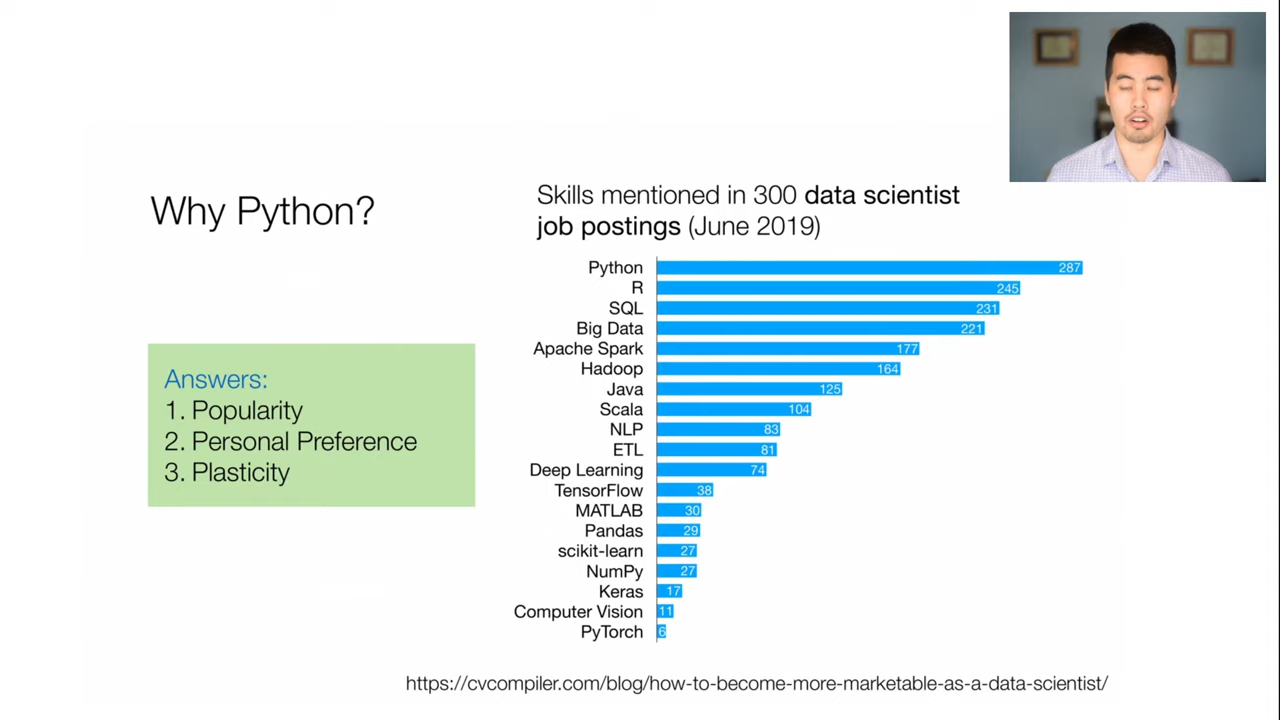 Why Python?
Answers:
1. Popularity
2. Personal Preference
3. Plasticity
Skills mentioned in 300 data scientist
job postings (June 2019)
Python 287
R 245
SQL 231
Big Data 221
Apache Spark 177
Hadoop 164
Java 125
Scala 104
NLP 83
ETL 81
Deep Learning 74
TensorFlow 38
MATLAB 30
Pandas 29
scikit-learn 27
NumPy 27
Keras 17
Computer Vision 11
PyTorch 6
https://cvcompiler.com/blog/how-to-become-more-marketable-as-a-data-scientist/